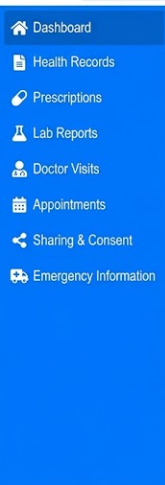 Dashboard
Health Records
Prescriptions
Lab Reports
Doctor Visits
Appointments
Sharing & Consent
Emergency Information